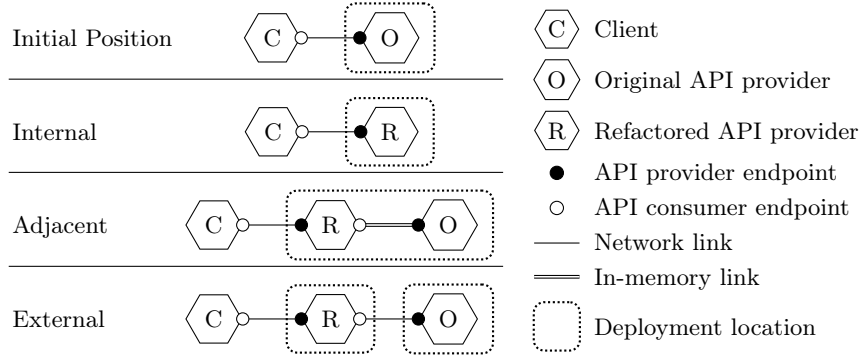 Initial Position C O
Internal C R
Adjacent C R O
External C R O
C Client
O Original API provider
R Refactored API provider
API provider endpoint
API consumer endpoint
Network link
In-memory link
Deployment location